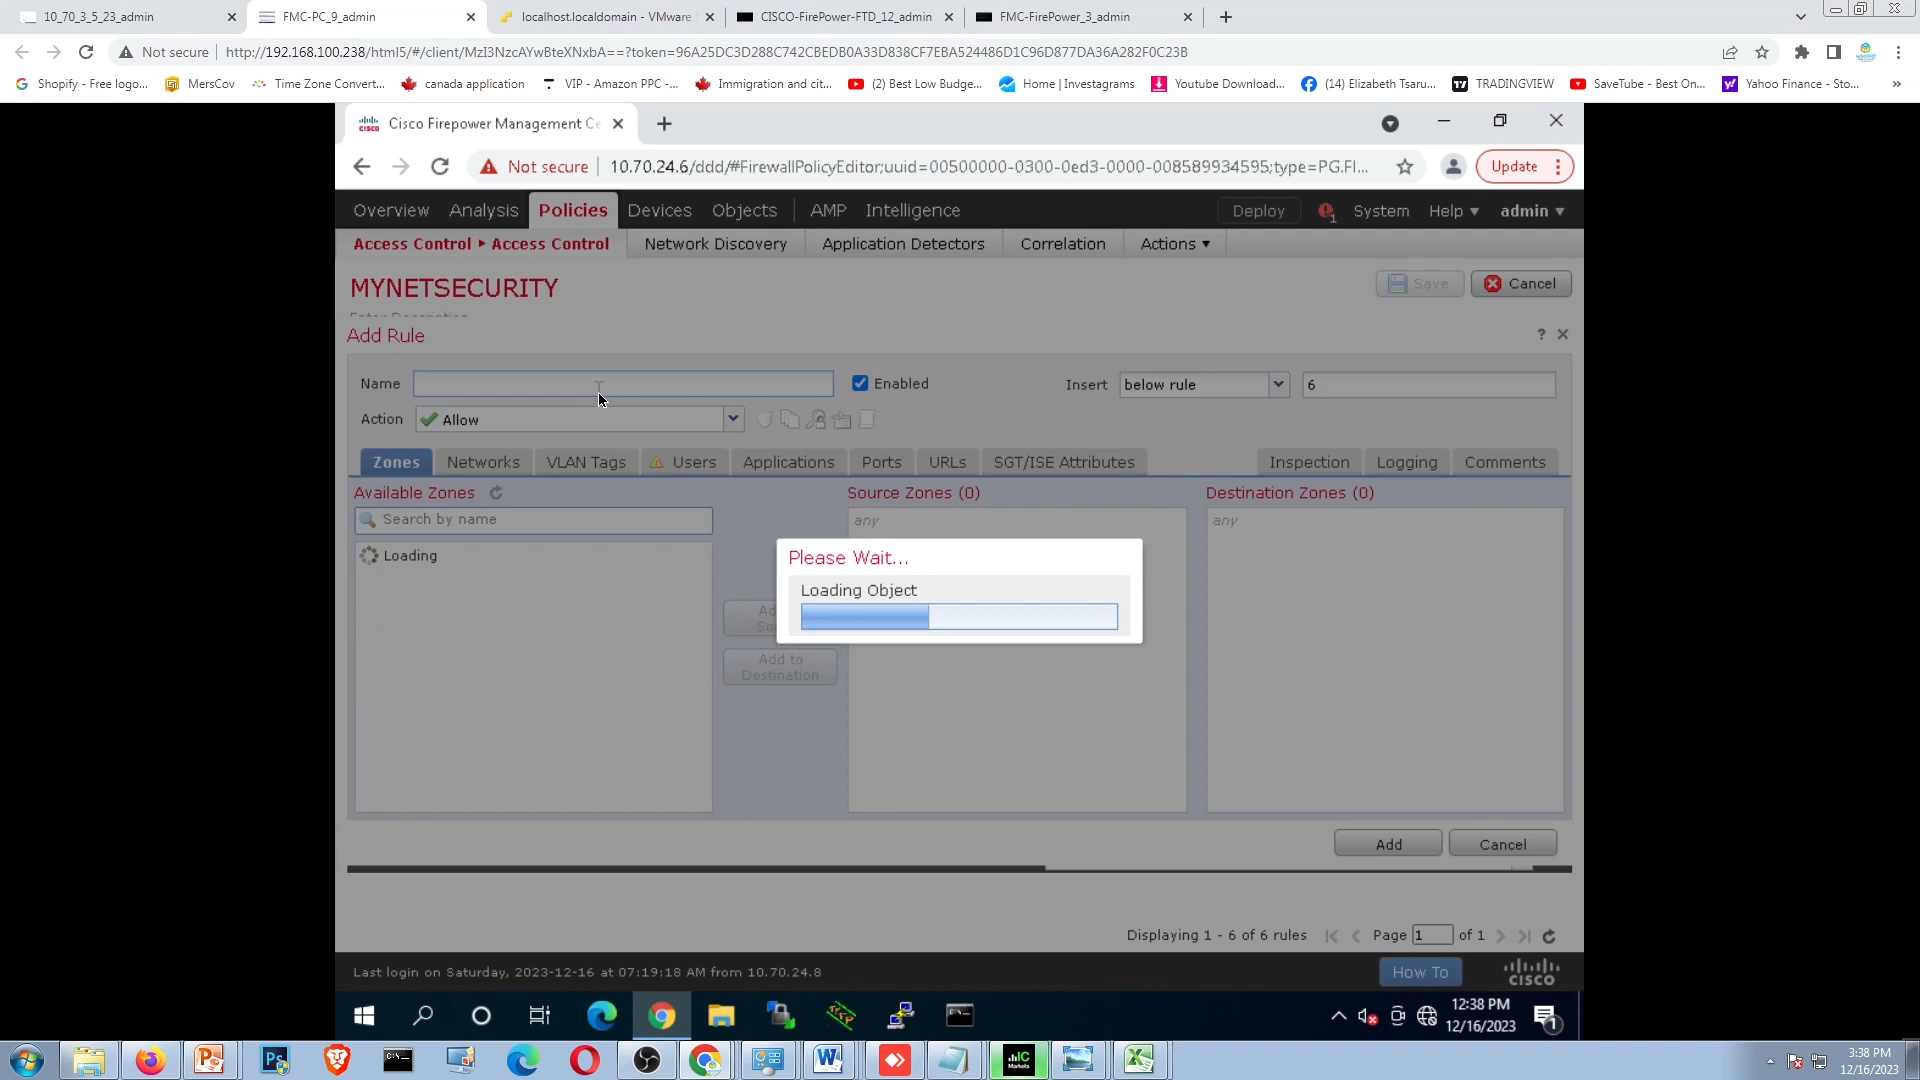 10_70_3_5_23_admin
FMC-PC_9_admin
localhost.localdomain - VMware
CISCO-FirePower-FTD_12_admin
FMC-FirePower_3_admin
Not secure
http://192.168.100.238/html5/#/client/MzI3NzcAYwBteXNxbA==?token=96A25DC3D288C742CBEDB0A33D838CF7EBA524486D1C96D877DA36A282F0C23B
Shopify - Free logo...
MersCov
Time Zone Convert...
canada application
VIP - Amazon PPC -...
Immigration and cit...
(2) Best Low Budge...
Home | Investagrams
Youtube Download...
(14) Elizabeth Tsaru...
TRADINGVIEW
SaveTube - Best On...
Yahoo Finance - Sto...
»
Cisco Firepower Management Ce
Not secure
10.70.24.6/ddd/#FirewallPolicyEditor;uuid=00500000-0300-0ed3-0000-008589934595;type=PG.FI...
Update
Overview Analysis Policies Devices Objects AMP Intelligence
Deploy 1 System Help admin
Access Control Access Control Network Discovery Application Detectors Correlation Actions
MYNETSECURITY
Save Cancel
Add Rule
Name
Enabled
Insert below rule 6
Action Allow
Zones Networks VLAN Tags Users Applications Ports URLs SGT/ISE Attributes Inspection Logging Comments
Available Zones Source Zones (0) Destination Zones (0)
Search by name any any
Loading
Please Wait...
Loading Object
Add to
Destination
Add Cancel
Displaying 1 - 6 of 6 rules Page 1 of 1
Last login on Saturday, 2023-12-16 at 07:19:18 AM from 10.70.24.8
How To
CISCO
12:38 PM
12/16/2023
1
3:38 PM
12/16/2023